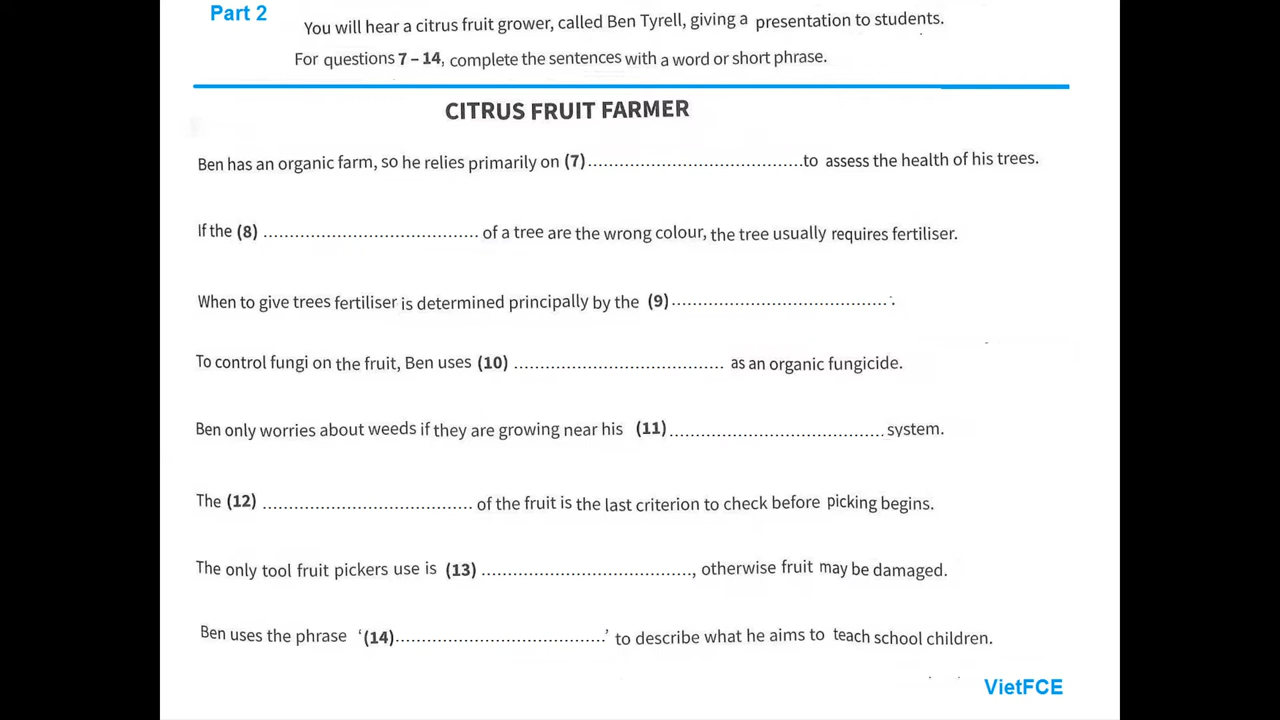 Part 2
You will hear a citrus fruit grower, called Ben Tyrell, giving a presentation to students.
For questions 7 – 14, complete the sentences with a word or short phrase.
CITRUS FRUIT FARMER
Ben has an organic farm, so he relies primarily on (7)........................................to assess the health of his trees.
If the (8) ........................................ of a tree are the wrong colour, the tree usually requires fertiliser.
When to give trees fertiliser is determined principally by the (9).........................................
To control fungi on the fruit, Ben uses (10) ........................................ as an organic fungicide.
Ben only worries about weeds if they are growing near his (11)........................................ system.
The (12) ........................................ of the fruit is the last criterion to check before picking begins.
The only tool fruit pickers use is (13) ........................................, otherwise fruit may be damaged.
Ben uses the phrase ‘(14)........................................’ to describe what he aims to teach school children.
VietFCE